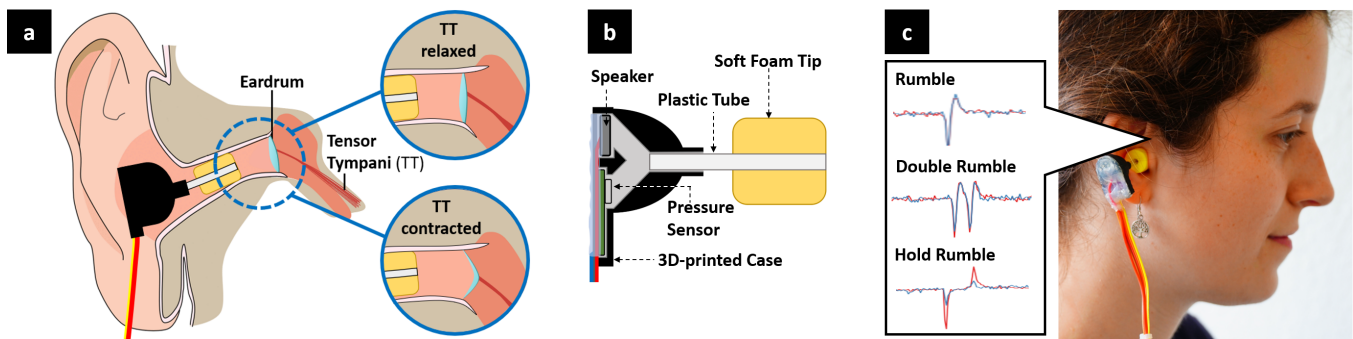 a
TT
relaxed
Eardrum
Tensor
Tympani (TT)
TT
contracted
b
Speaker
Soft Foam Tip
Plastic Tube
Pressure
Sensor
3D-printed Case
c
Rumble
Double Rumble
Hold Rumble